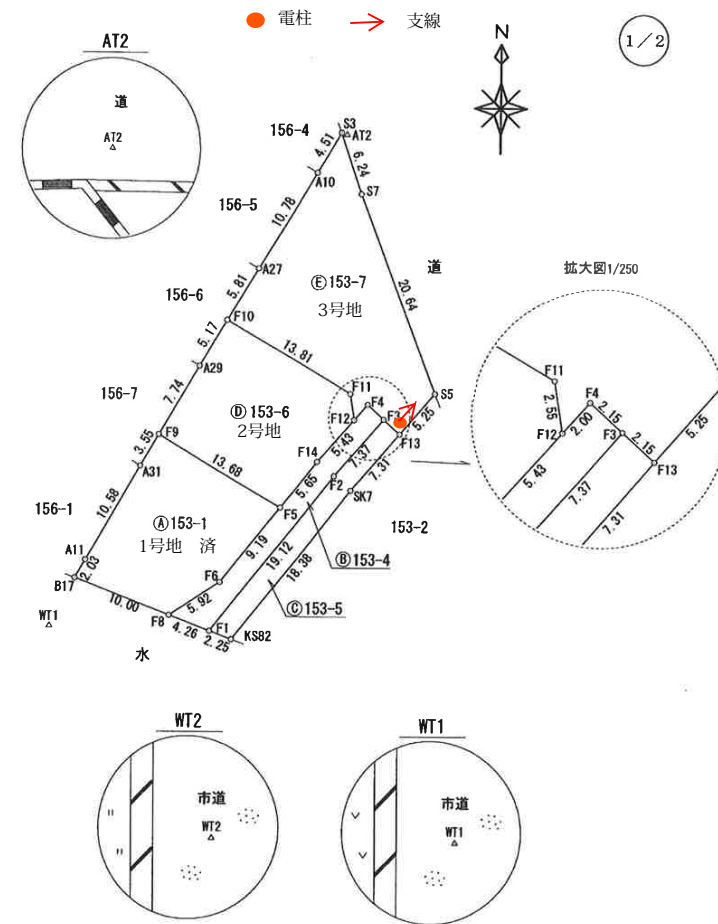 電柱 支線
1/2
AT2
道
AT2
N
S3
AT2
156-4
4.51
6.24
A10
S7
156-5
10.78
A27
道
拡大図1/250
156-6
5.81
Ⓔ153-7
3号地
20.64
F10
5.17
13.81
A29
156-7
7.74
F11
F4
S5
Ⓓ153-6
2号地
F12
F3
5.25
F13
F9
3.55
13.68
F14
5.43
7.37
7.31
A31
5.65
F2
SK7
153-2
10.58
F5
156-1
Ⓐ153-1
1号地 済
9.19
19.12
18.38
Ⓑ153-4
A11
2.03
B17
F6
5.92
Ⓒ153-5
10.00
F8
4.26
F1
2.25
KS82
WT1
水
F11
2.55
F4
2.00
2.15
F12
F3
2.15
F13
5.25
5.43
7.37
7.31
WT2
市道
WT2
WT1
市道
WT1